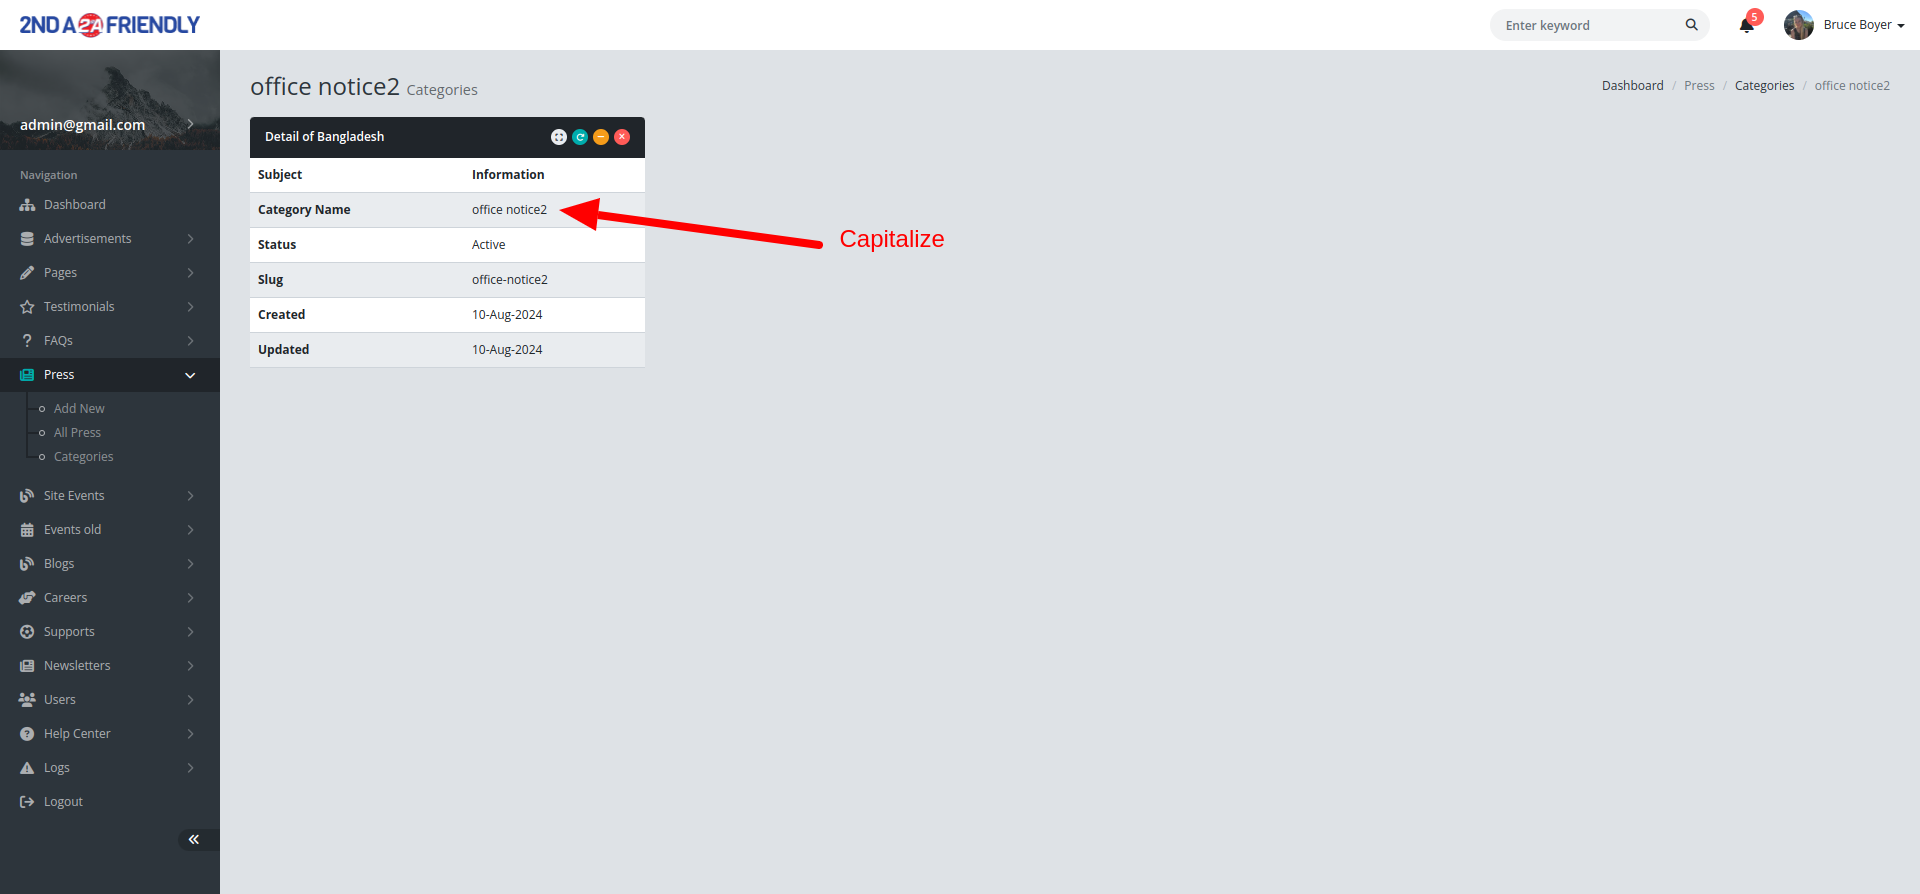 2ND A 2A FRIENDLY
Enter keyword
5
Bruce Boyer
admin@gmail.com
Navigation
Dashboard
Advertisements
Pages
Testimonials
FAQs
Press
Add New
All Press
Categories
Site Events
Events old
Blogs
Careers
Supports
Newsletters
Users
Help Center
Logs
Logout
office notice2 Categories
Dashboard / Press / Categories / office notice2
Detail of Bangladesh
Subject Information
Category Name office notice2
Status Active
Slug office-notice2
Created 10-Aug-2024
Updated 10-Aug-2024
Capitalize